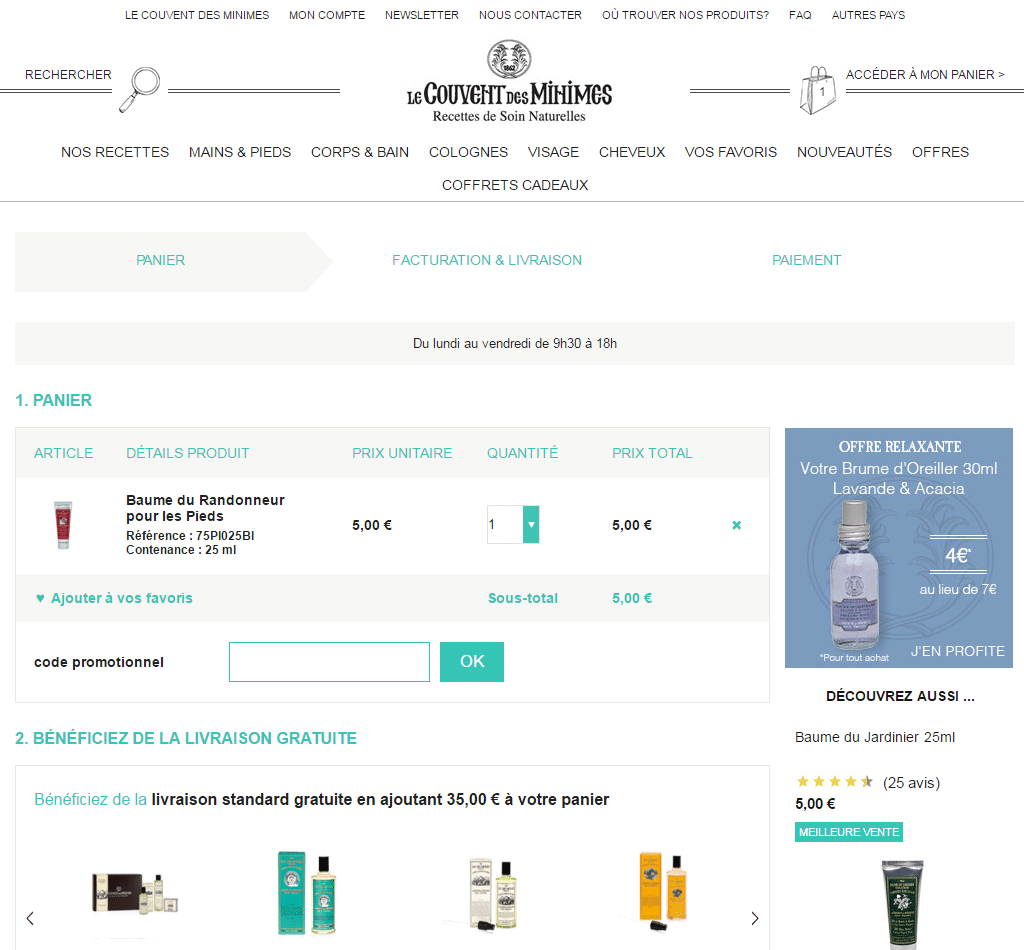 LE COUVENT DES MINIMES MON COMPTE NEWSLETTER NOUS CONTACTER OÙ TROUVER NOS PRODUITS? FAQ AUTRES PAYS
RECHERCHER
1862
LE COUVENT DES MINIMES
Recettes de Soin Naturelles
1
ACCÉDER À MON PANIER >
NOS RECETTES MAINS & PIEDS CORPS & BAIN COLOGNES VISAGE CHEVEUX VOS FAVORIS NOUVEAUTÉS OFFRES
COFFRETS CADEAUX
PANIER FACTURATION & LIVRAISON PAIEMENT
Du lundi au vendredi de 9h30 à 18h
1. PANIER
ARTICLE DÉTAILS PRODUIT PRIX UNITAIRE QUANTITÉ PRIX TOTAL
Baume du Randonneur
pour les Pieds
Référence : 75PI025BI
Contenance : 25 ml
5,00 € 1 5,00 €
♥ Ajouter à vos favoris Sous-total 5,00 €
code promotionnel OK
2. BÉNÉFICIEZ DE LA LIVRAISON GRATUITE
Bénéficiez de la livraison standard gratuite en ajoutant 35,00 € à votre panier
OFFRE RELAXANTE
Votre Brume d'Oreiller 30ml
Lavande & Acacia
4€*
au lieu de 7€
J'EN PROFITE
*Pour tout achat
DÉCOUVREZ AUSSI ...
Baume du Jardinier 25ml
(25 avis)
5,00 €
MEILLEURE VENTE